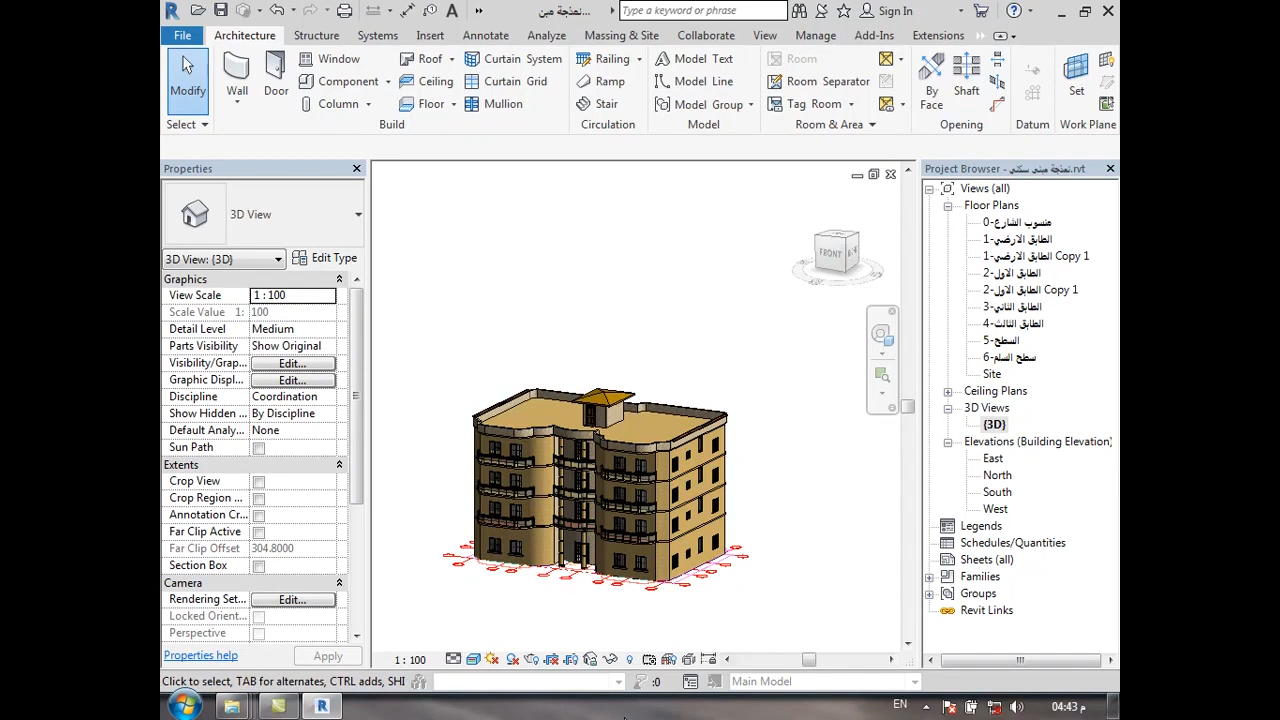 نمذجة مبن...
Type a keyword or phrase
Sign In
File
Architecture
Structure
Systems
Insert
Annotate
Analyze
Massing & Site
Collaborate
View
Manage
Add-Ins
Extensions
Modify
Wall
Door
Window
Component
Column
Roof
Ceiling
Floor
Curtain System
Curtain Grid
Mullion
Railing
Ramp
Stair
Model Text
Model Line
Model Group
Room
Room Separator
Tag Room
By
Face
Shaft
Set
Select
Build
Circulation
Model
Room & Area
Opening
Datum
Work Plane
Properties
3D View
3D View: {3D}
Edit Type
Graphics
View Scale
1 : 100
Scale Value 1:
100
Detail Level
Medium
Parts Visibility
Show Original
Visibility/Grap...
Edit...
Graphic Displ...
Edit...
Discipline
Coordination
Show Hidden ...
By Discipline
Default Analy...
None
Sun Path
Extents
Crop View
Crop Region ...
Annotation Cr...
Far Clip Active
Far Clip Offset
304.8000
Section Box
Camera
Rendering Set...
Edit...
Locked Orient...
Perspective
Properties help
Apply
FRONT
1 : 100
Project Browser - نمذجة مبنى سكني.rvt
Views (all)
Floor Plans
0-منسوب الشارع
1-الطابق الارضي
1-الطابق الارضي Copy 1
2-الطابق الاول
2-الطابق الاول Copy 1
3-الطابق الثاني
4-الطابق الثالث
5-السطح
6-سطح السلم
Site
Ceiling Plans
3D Views
{3D}
Elevations (Building Elevation)
East
North
South
West
Legends
Schedules/Quantities
Sheets (all)
Families
Groups
Revit Links
Click to select, TAB for alternates, CTRL adds, SHI
:0
Main Model
EN
04:43 م